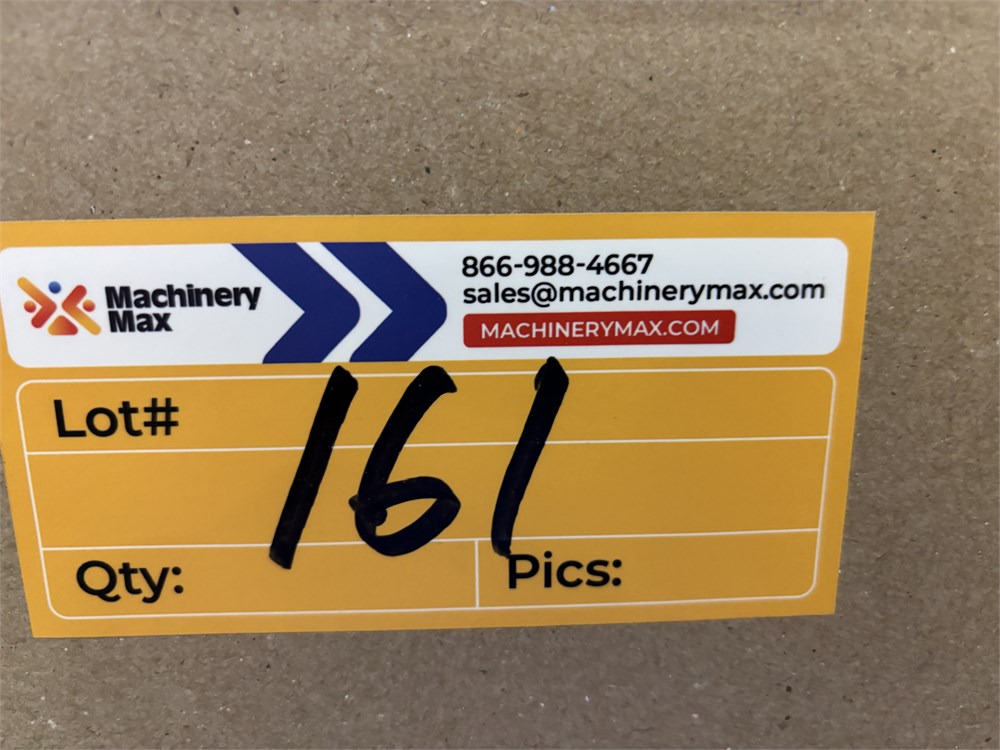 Machinery
Max
866-988-4667
sales@machinerymax.com
MACHINERYMAX.COM
Lot#
161
Qty:
Pics: